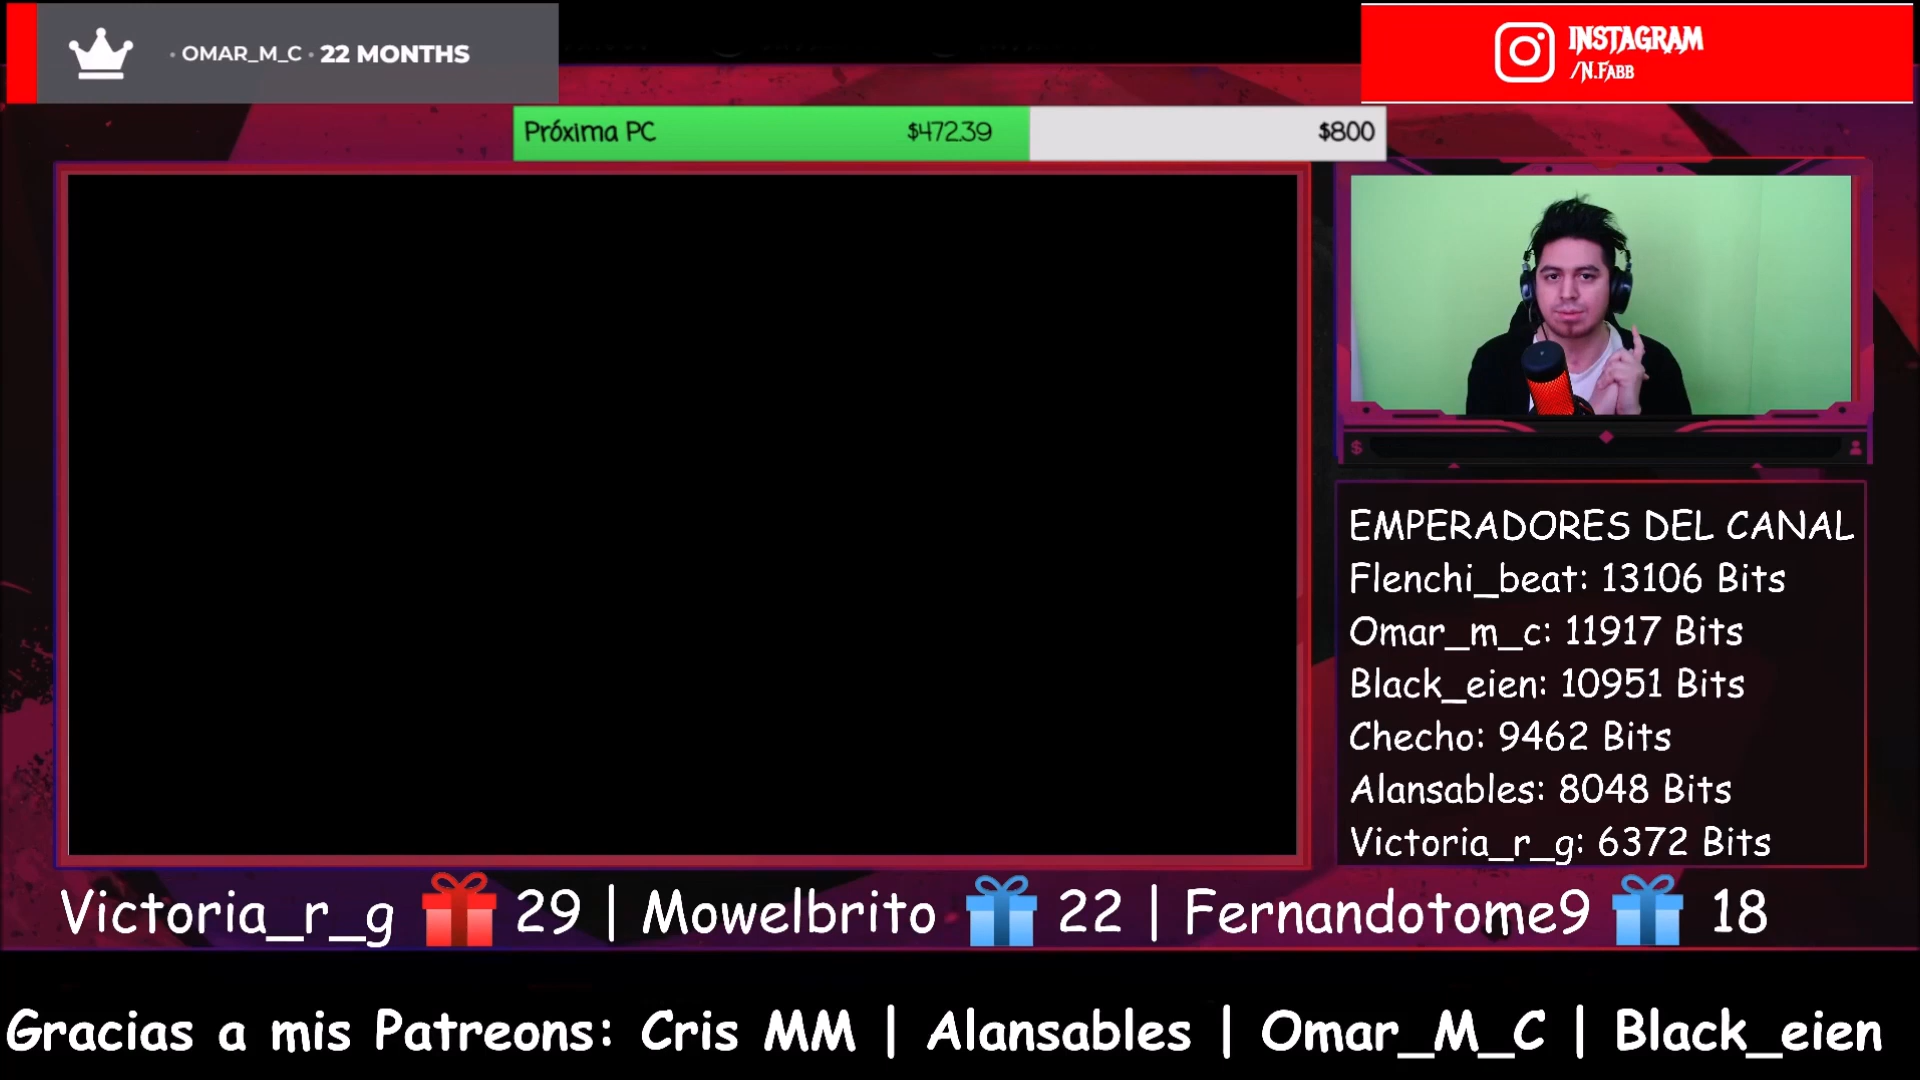 · OMAR_M_C · 22 MONTHS
INSTAGRAM
/N.FABB
Próxima PC $472.39 $800
EMPERADORES DEL CANAL
Flenchi_beat: 13106 Bits
Omar_m_c: 11917 Bits
Black_eien: 10951 Bits
Checho: 9462 Bits
Alansables: 8048 Bits
Victoria_r_g: 6372 Bits
Victoria_r_g 29 | Mowelbrito 22 | Fernandotome9 18
Gracias a mis Patreons: Cris MM | Alansables | Omar_M_C | Black_eien